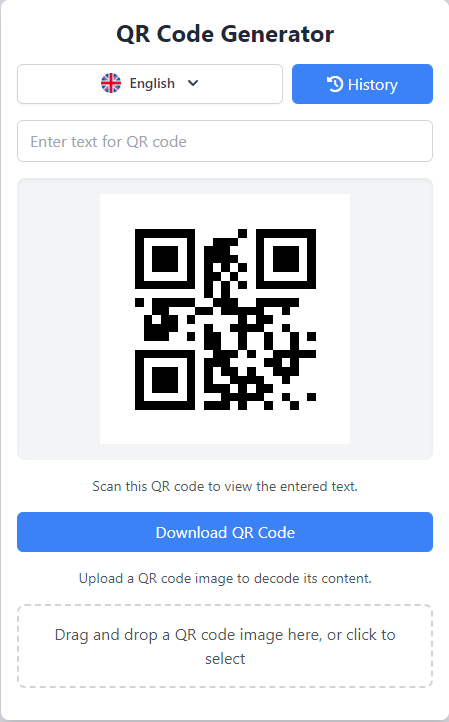 QR Code Generator
English
History
Enter text for QR code
Scan this QR code to view the entered text.
Download QR Code
Upload a QR code image to decode its content.
Drag and drop a QR code image here, or click to
select